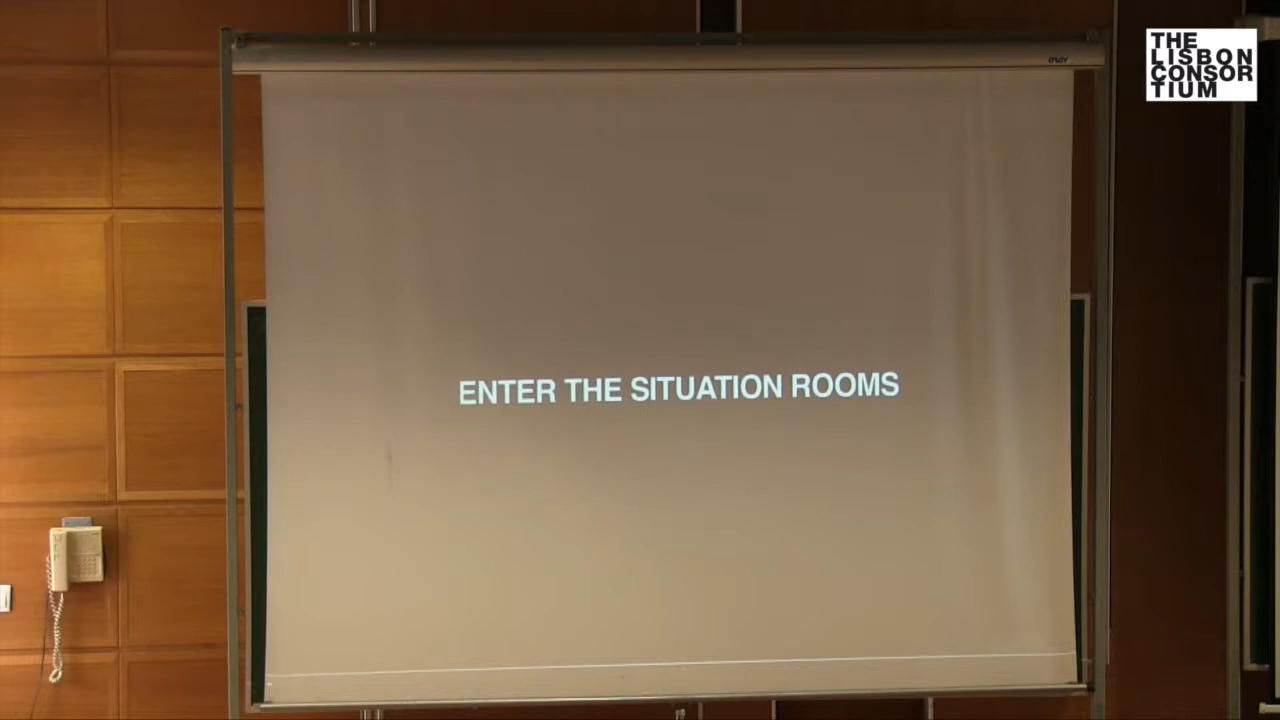 THE
LISBON
CONSOR
TIUM
ENTER THE SITUATION ROOMS